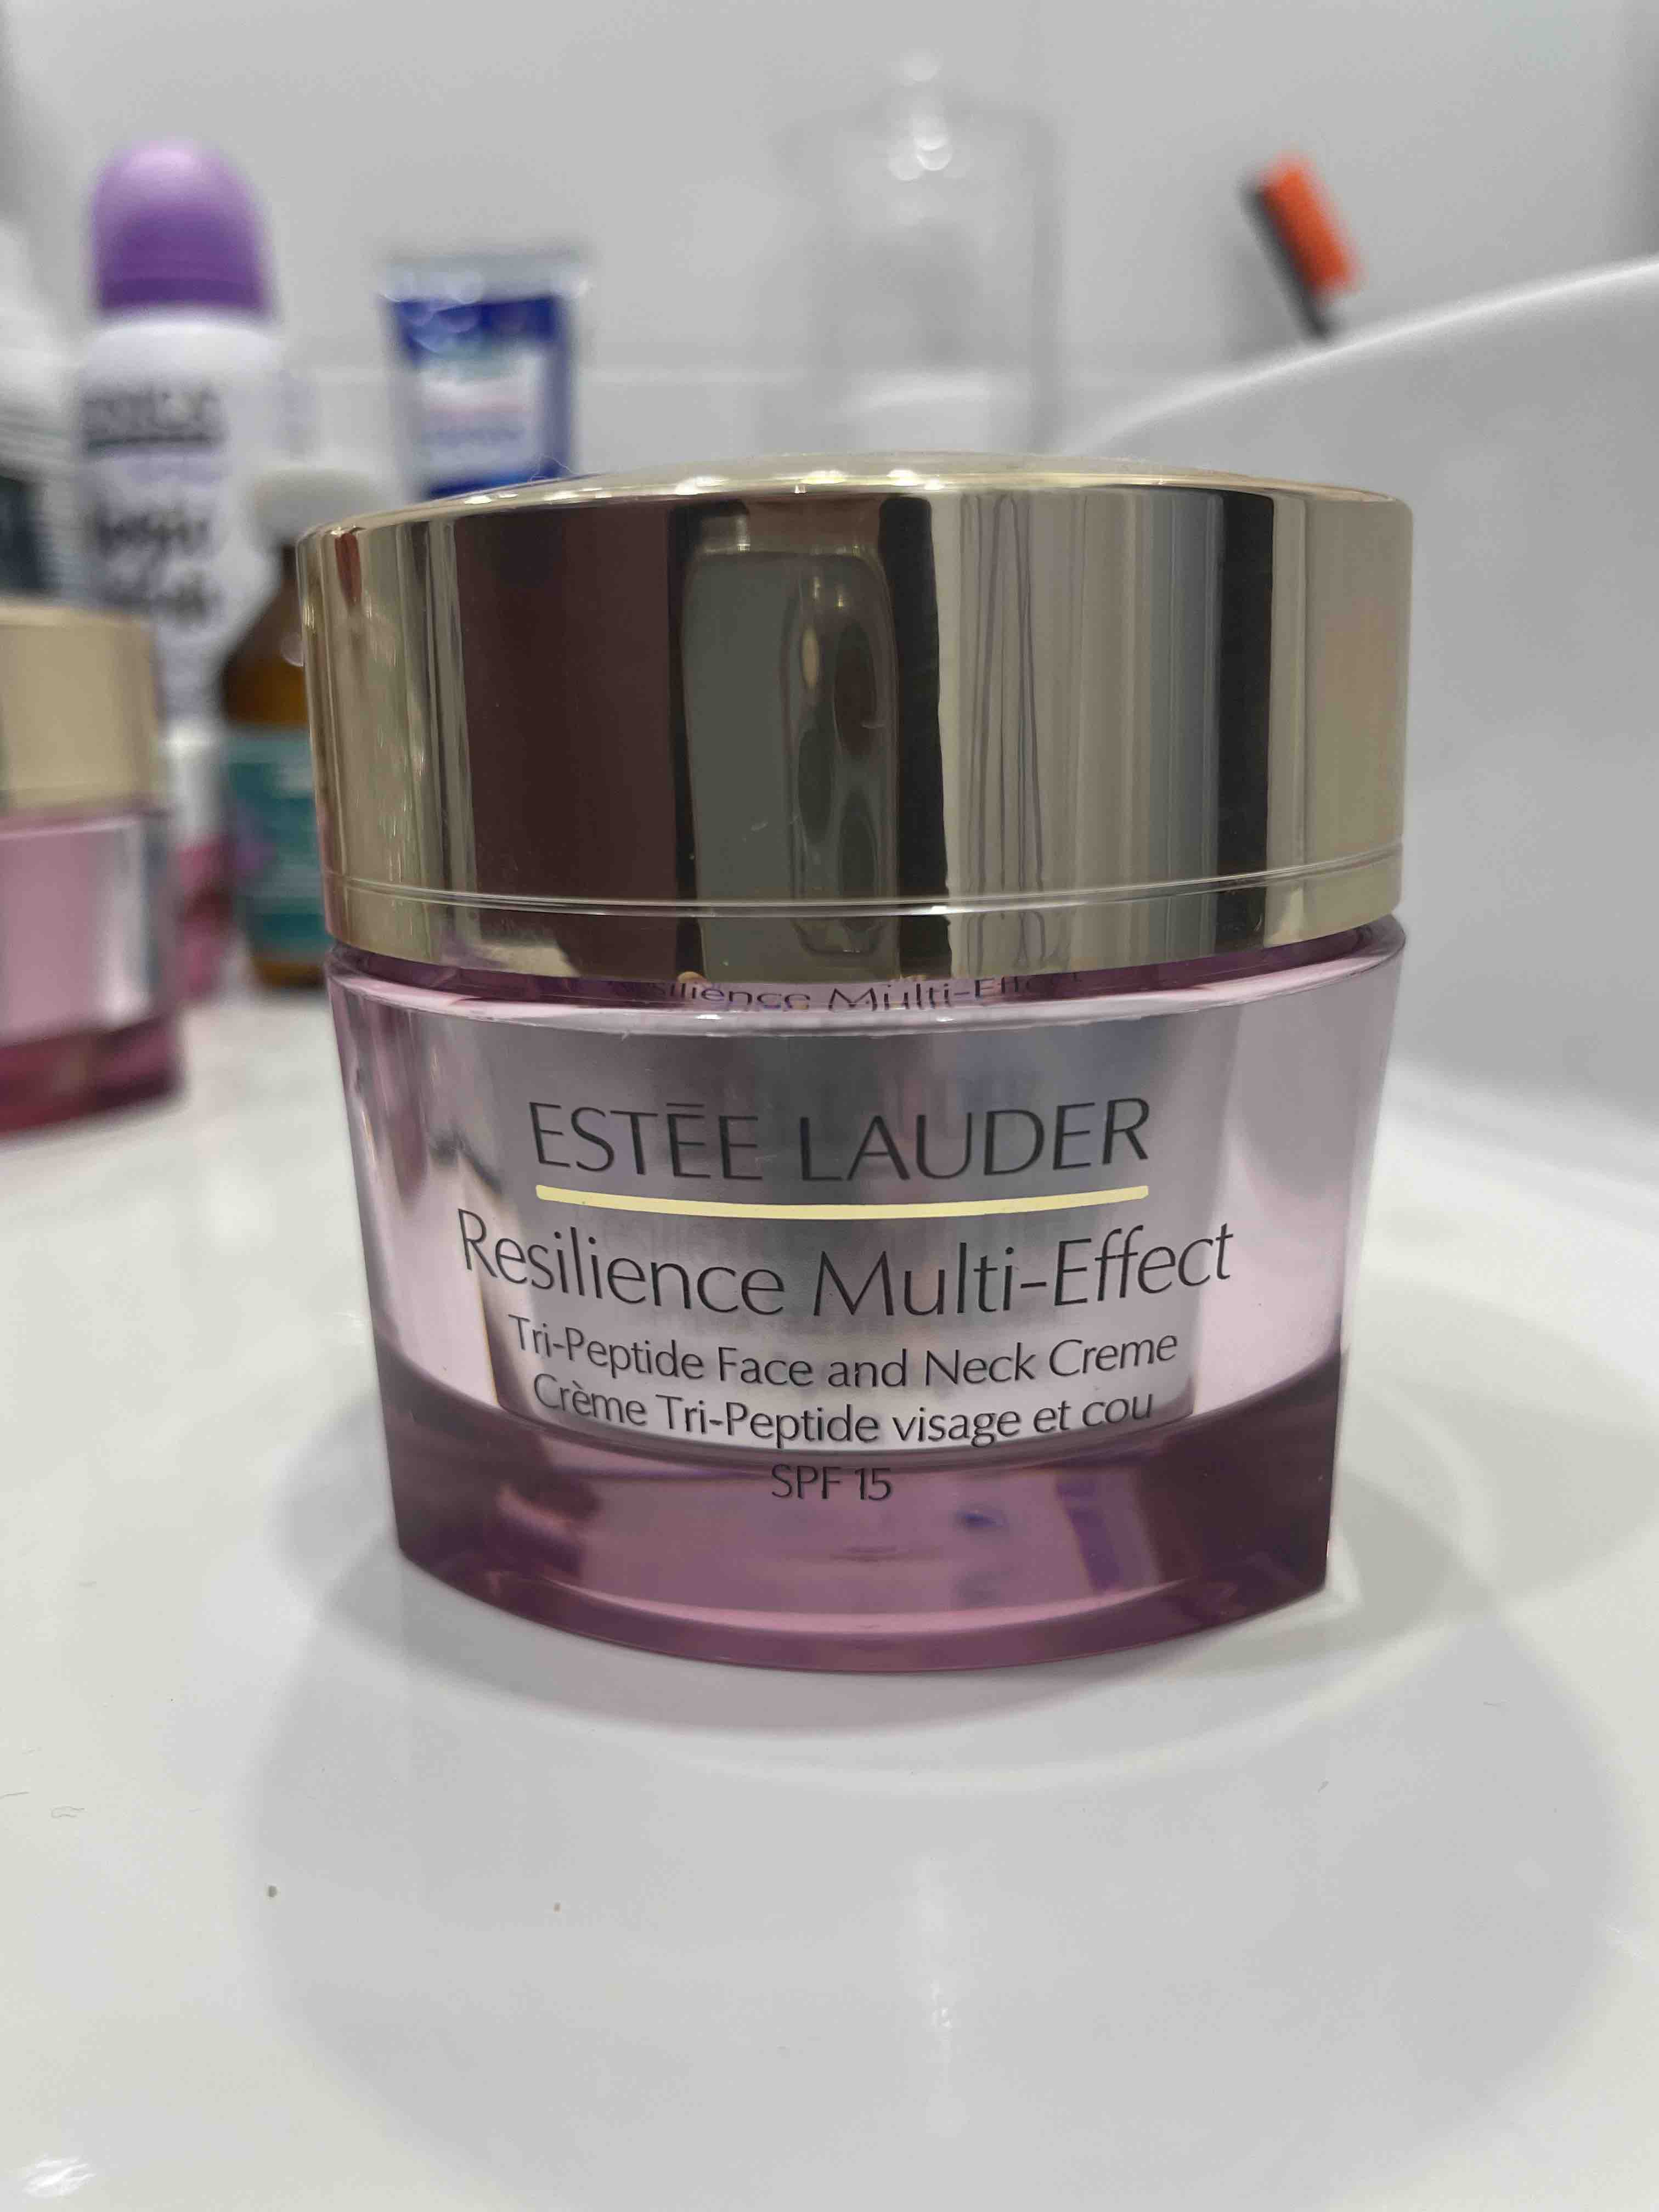 ESTĒE LAUDER
Resilience Multi-Effect
Tri-Peptide Face and Neck Creme
Crème Tri-Peptide visage et cou
SPF 15